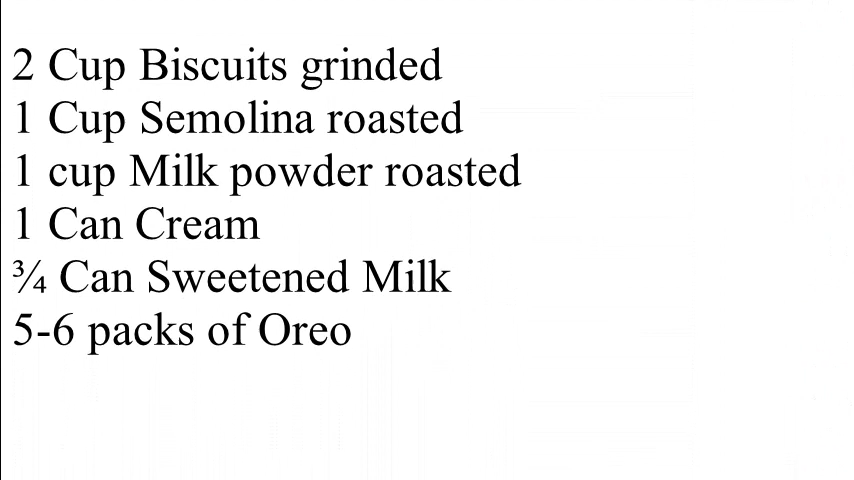 2 Cup Biscuits grinded
1 Cup Semolina roasted
1 cup Milk powder roasted
1 Can Cream
¾ Can Sweetened Milk
5-6 packs of Oreo